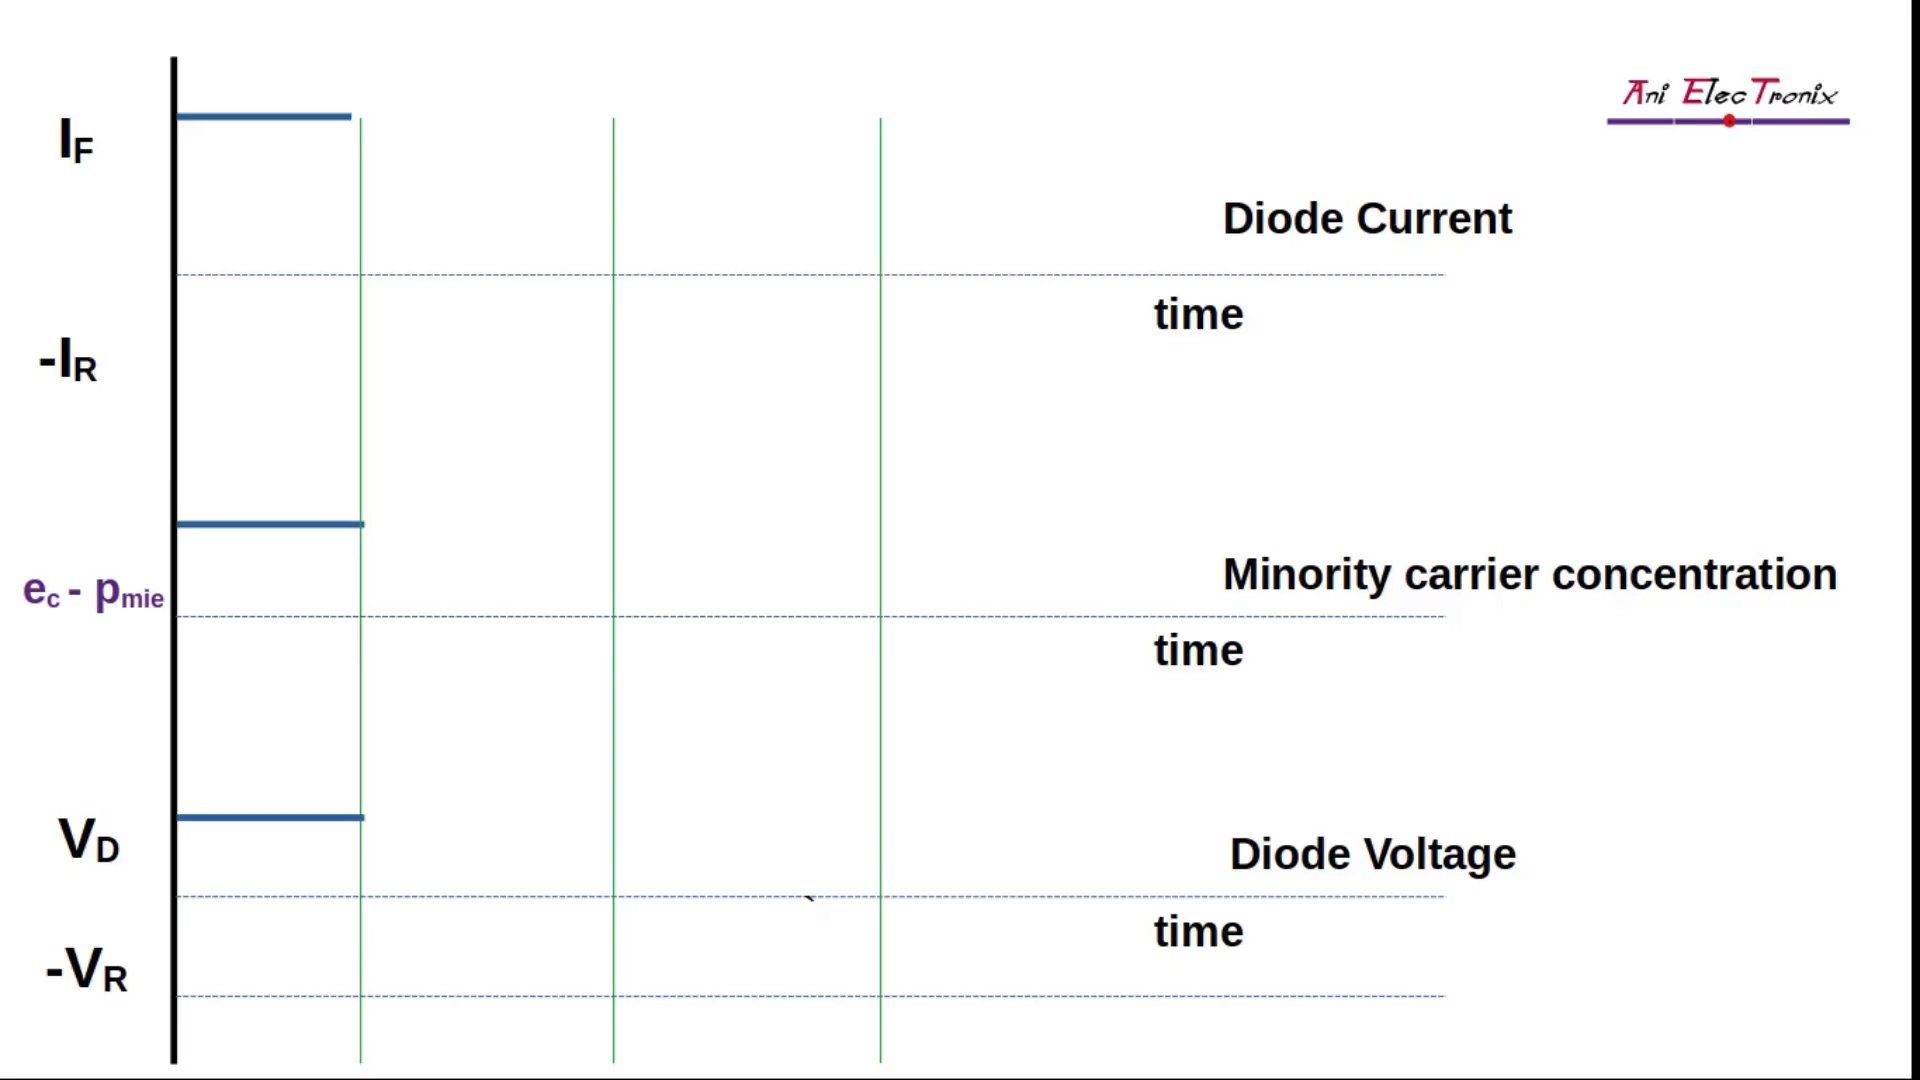 Ani ElecTronix
IF
Diode Current
time
-IR
Minority carrier concentration
ec - pmie
time
VD
Diode Voltage
time
-VR